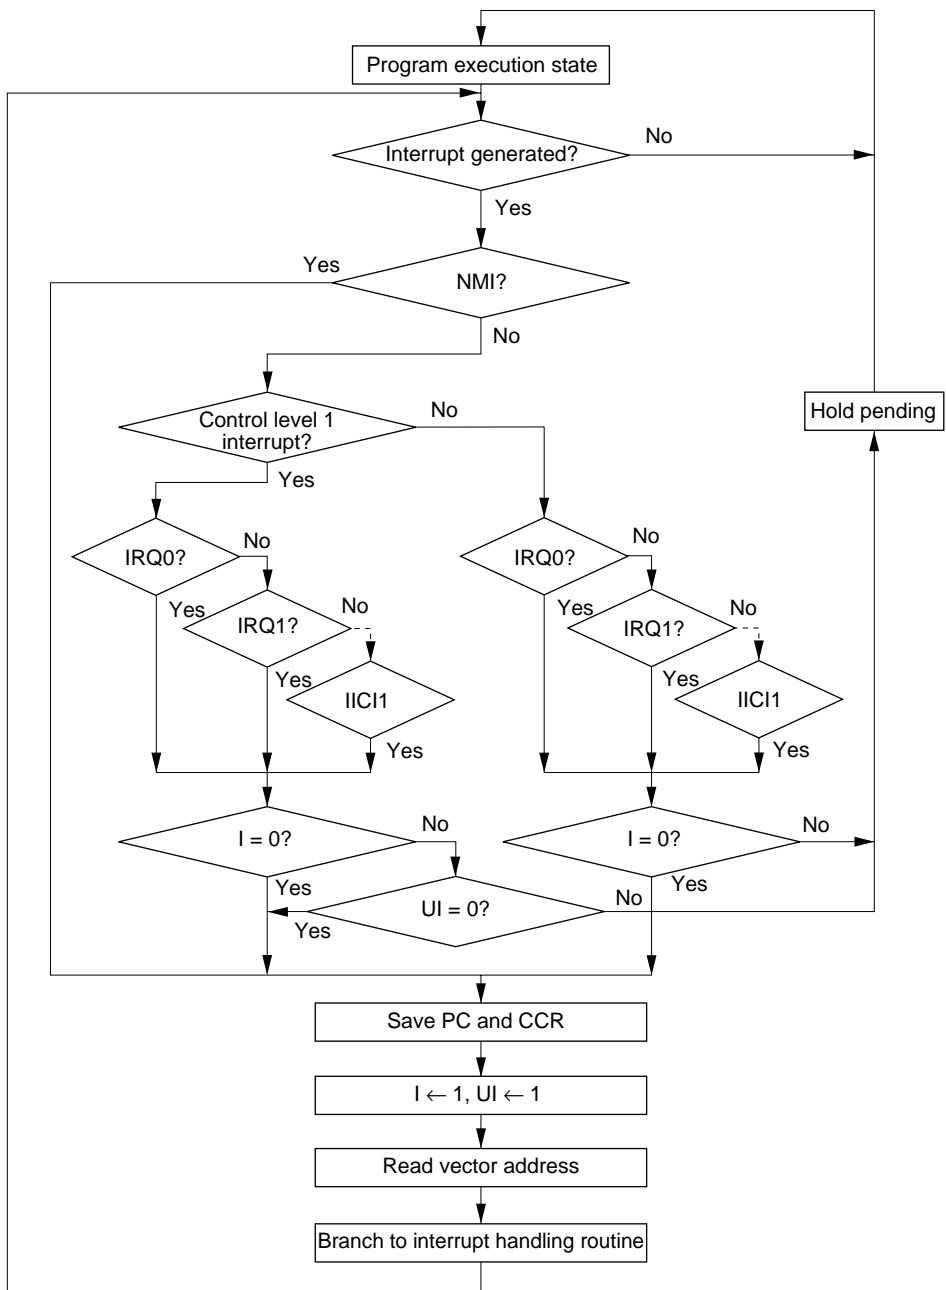 Program execution state
Interrupt generated?
No
Yes
Yes
NMI?
No
Control level 1
interrupt?
No
Hold pending
Yes
IRQ0?
No
IRQ0?
No
Yes
IRQ1?
No
Yes
IRQ1?
No
Yes
IICI1
Yes
IICI1
Yes
Yes
I = 0?
No
I = 0?
No
Yes
Yes
UI = 0?
No
Yes
Save PC and CCR
I ← 1, UI ← 1
Read vector address
Branch to interrupt handling routine